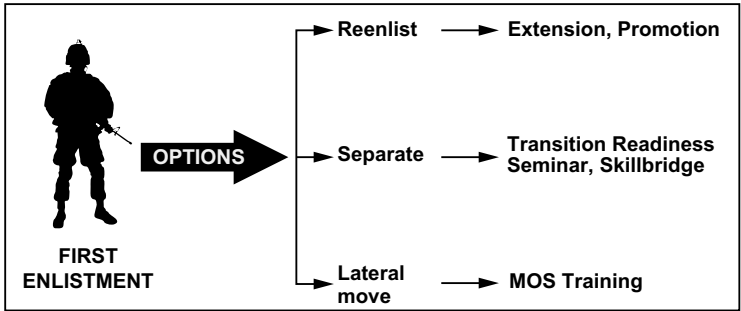 FIRST
ENLISTMENT
OPTIONS
Reenlist
Extension, Promotion
Separate
Transition Readiness
Seminar, Skillbridge
Lateral
move
MOS Training